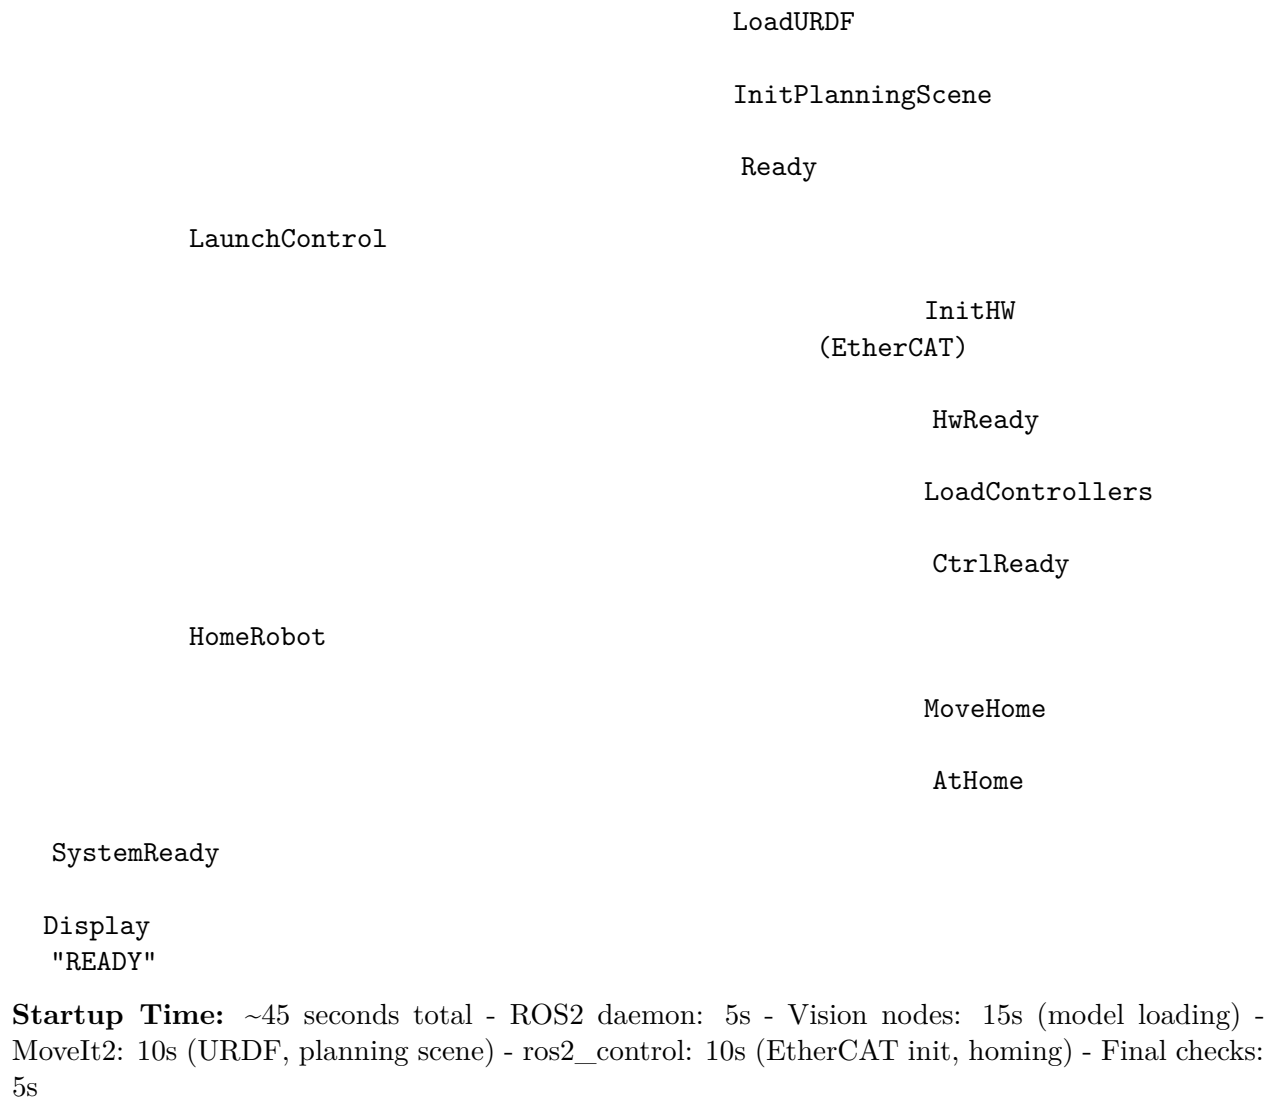 LoadURDF
InitPlanningScene
Ready
LaunchControl
InitHW
(EtherCAT)
HwReady
LoadControllers
CtrlReady
HomeRobot
MoveHome
AtHome
SystemReady
Display
"READY"
Startup Time: ~45 seconds total - ROS2 daemon: 5s - Vision nodes: 15s (model loading) -
MoveIt2: 10s (URDF, planning scene) - ros2_control: 10s (EtherCAT init, homing) - Final checks:
5s